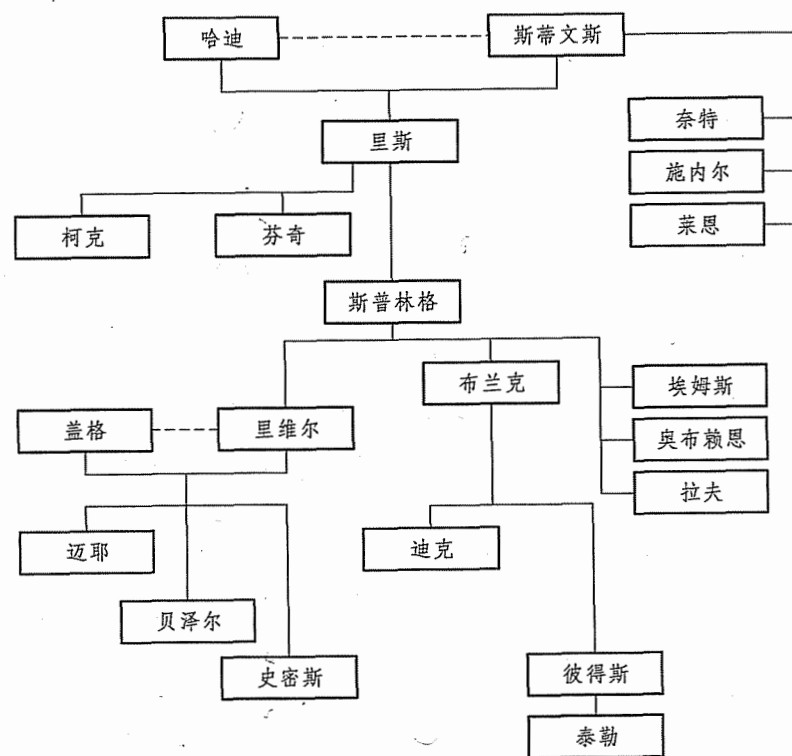 哈迪
斯蒂文斯
奈特
里斯
施内尔
莱恩
柯克
芬奇
斯普林格
布兰克
埃姆斯
盖格
里维尔
奥布赖恩
拉夫
迈耶
迪克
贝泽尔
史密斯
彼得斯
泰勒